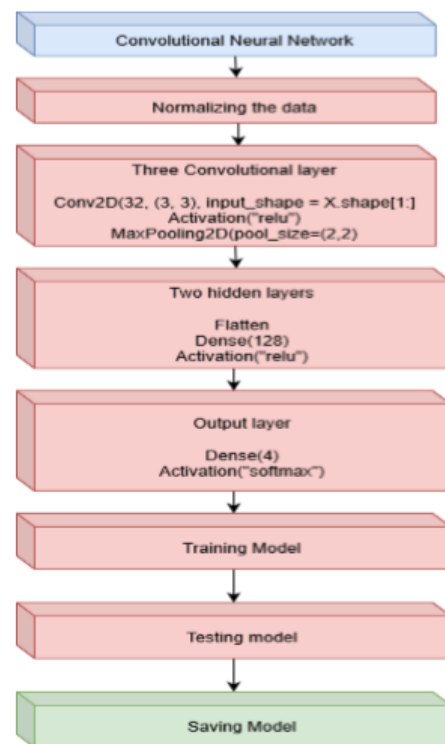 Convolutional Neural Network
Normalizing the data
Three Convolutional layer
Conv2D(32, (3, 3), input_shape = X.shape[1:]
Activation("relu")
MaxPooling2D(pool_size=(2,2)
Two hidden layers
Flatten
Dense(128)
Activation("relu")
Output layer
Dense(4)
Activation("softmax")
Training Model
Testing model
Saving Model